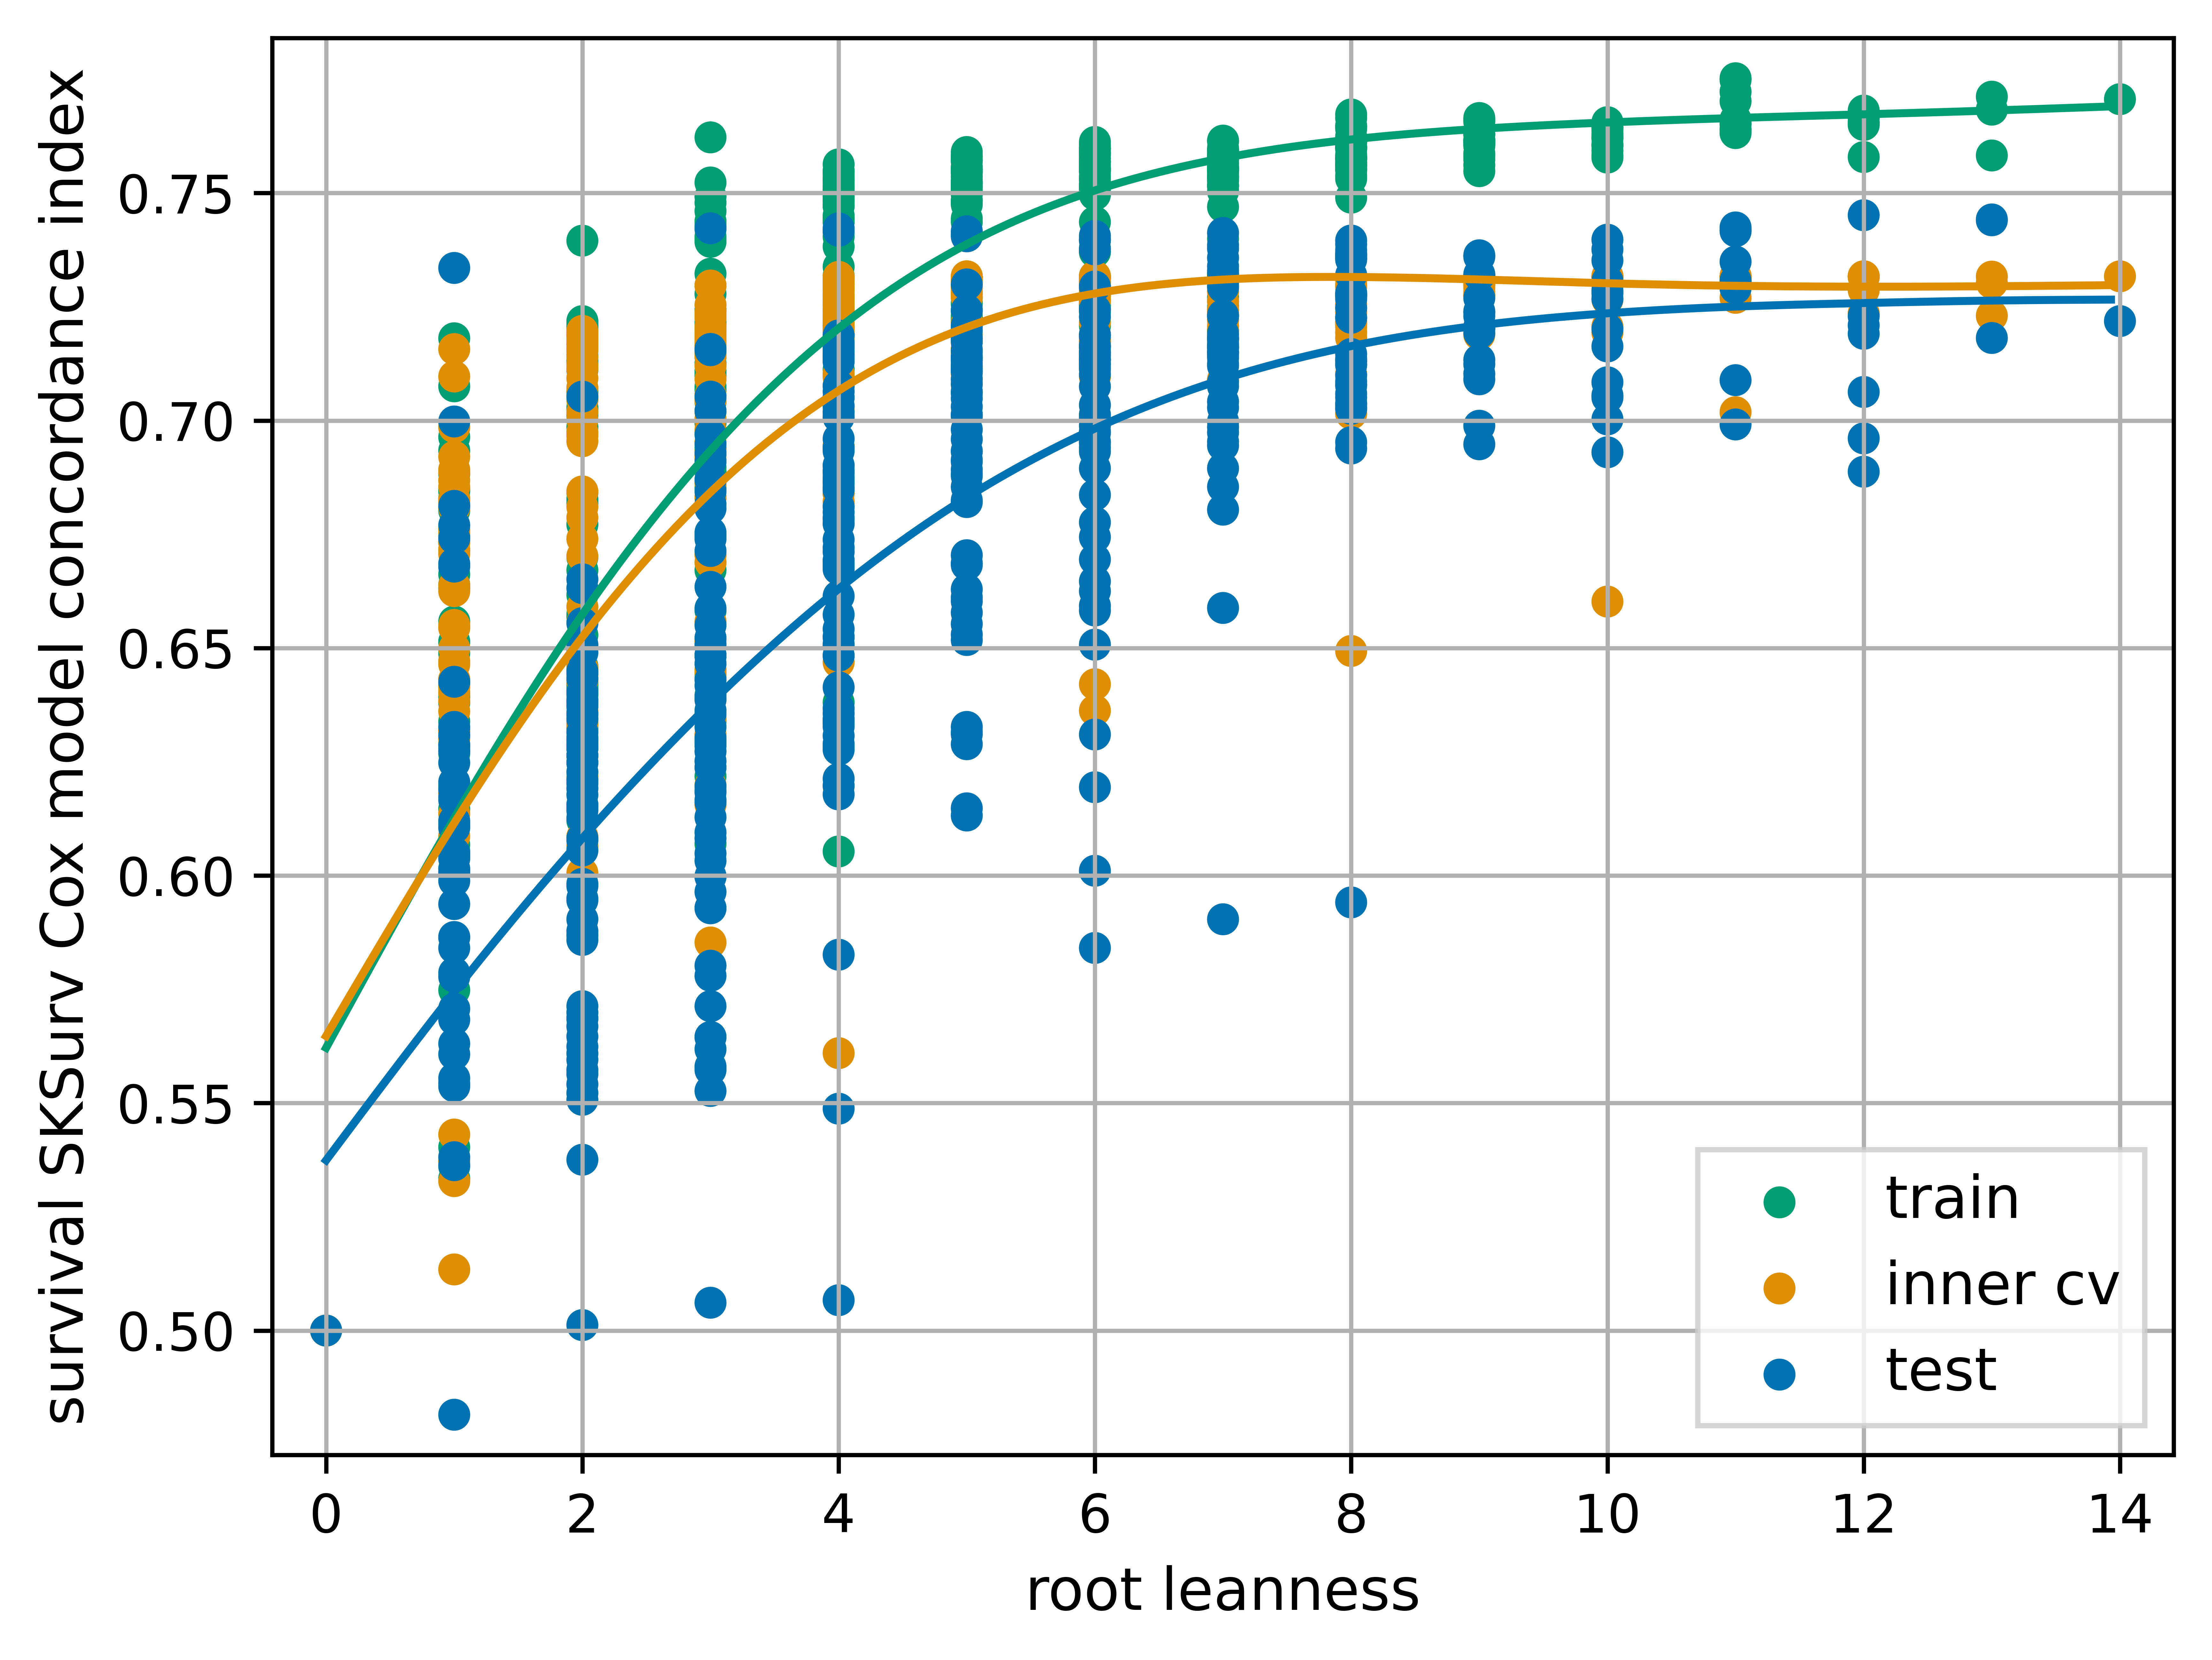 survival SKSurv Cox model concordance index
0.75
0.70
0.65
0.60
0.55
0.50
train
inner cv
test
0 2 4 6 8 10 12 14
root leanness